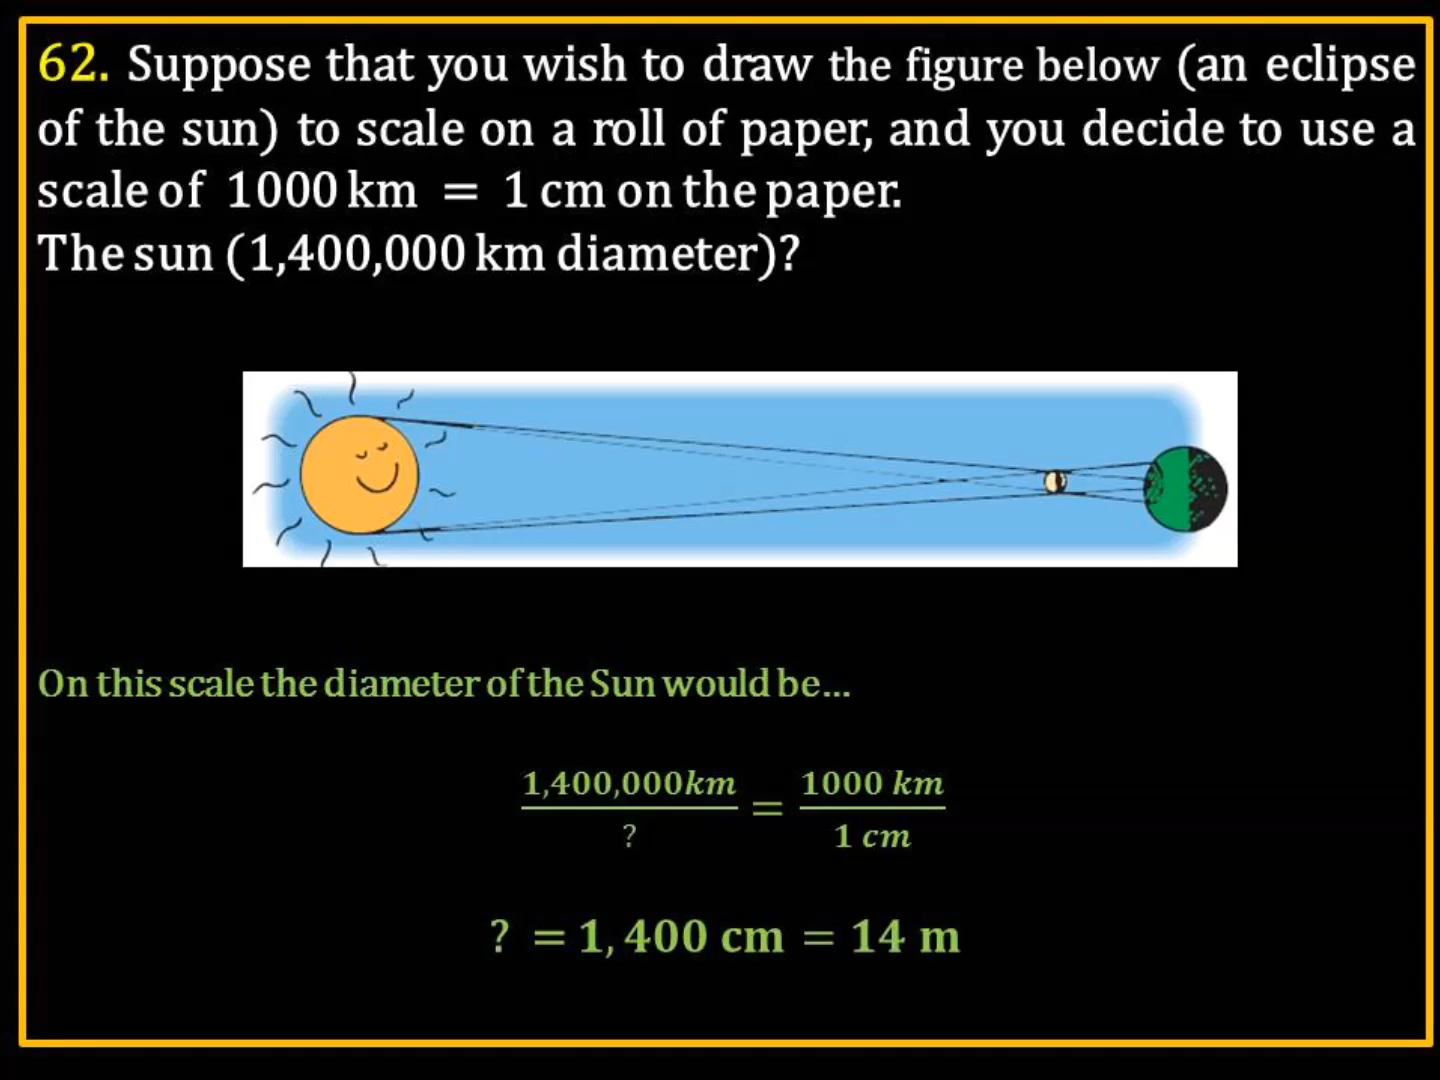 62. Suppose that you wish to draw the figure below (an eclipse
of the sun) to scale on a roll of paper, and you decide to use a
scale of 1000 km = 1 cm on the paper.
The sun (1,400,000 km diameter)?
On this scale the diameter of the Sun would be...
1,400,000km / ? = 1000 km / 1 cm
? = 1, 400 cm = 14 m